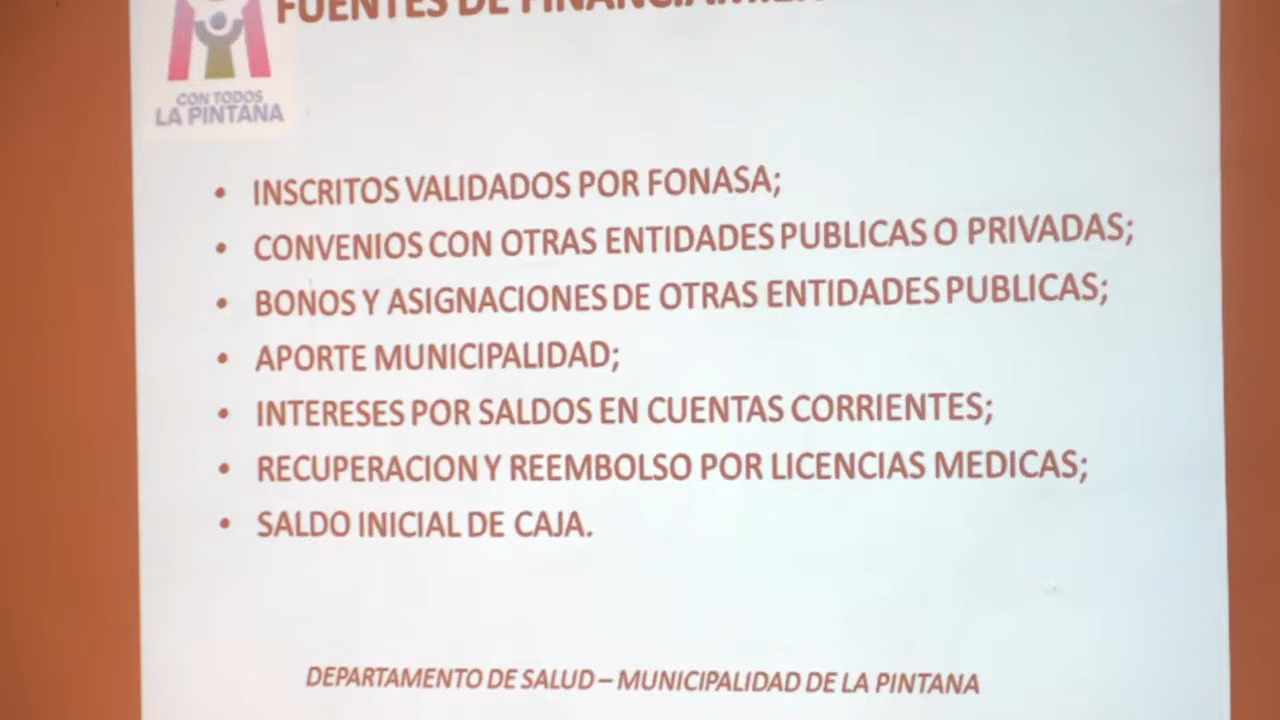 FUENTES DE
CON TODOS
LA PINTANA
• INSCRITOS VALIDADOS POR FONASA;
• CONVENIOS CON OTRAS ENTIDADES PUBLICAS O PRIVADAS;
• BONOS Y ASIGNACIONES DE OTRAS ENTIDADES PUBLICAS;
• APORTE MUNICIPALIDAD;
• INTERESES POR SALDOS EN CUENTAS CORRIENTES;
• RECUPERACION Y REEMBOLSO POR LICENCIAS MEDICAS;
• SALDO INICIAL DE CAJA.
DEPARTAMENTO DE SALUD – MUNICIPALIDAD DE LA PINTANA